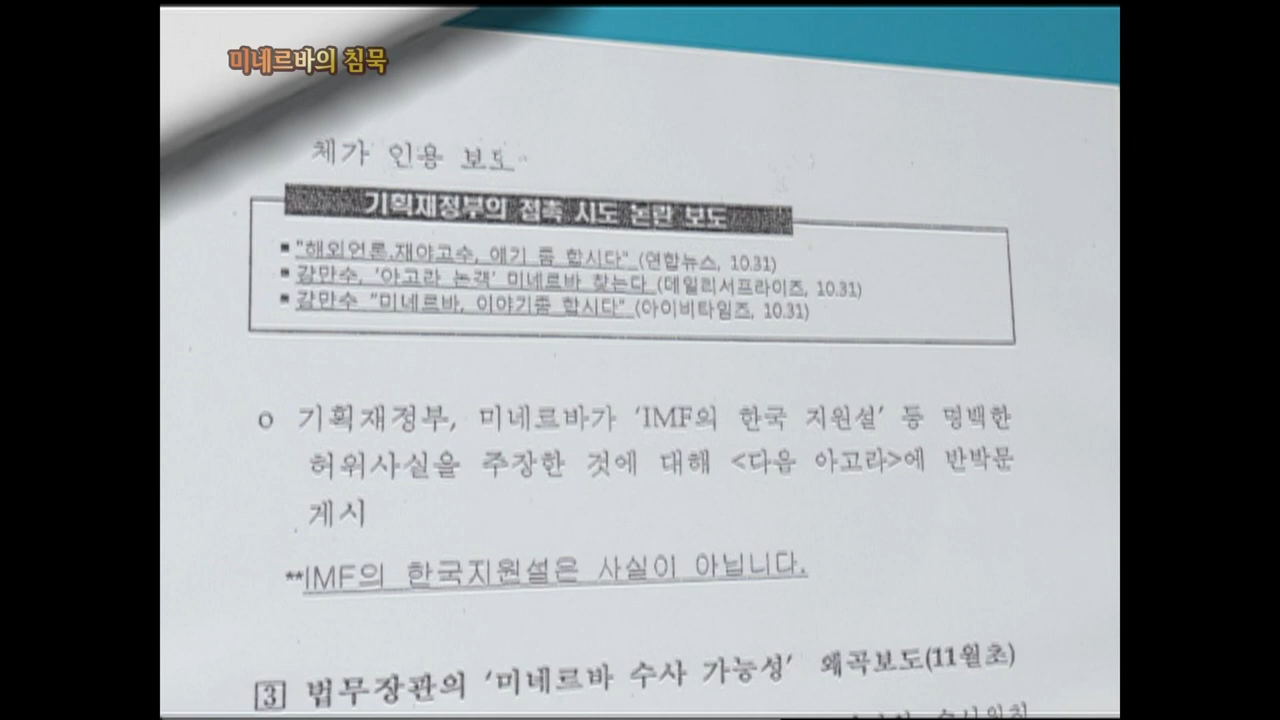 미네르바의 침묵
체가 인용 보도
기획재정부의 접촉 시도 논란 보도
▪ "해외언론,재야고수, 얘기 좀 합시다" (연합뉴스, 10.31)
▪ 강만수, '아고라 논객' 미네르바 찾는다 (데일리서프라이즈, 10.31)
▪ 강만수 "미네르바, 이야기좀 합시다" (아이비타임즈, 10.31)
o 기획재정부, 미네르바가 'IMF의 한국 지원설' 등 명백한
허위사실을 주장한 것에 대해 <다음 아고라>에 반박문
게시
**IMF의 한국지원설은 사실이 아닙니다.
3 법무장관의 '미네르바 수사 가능성' 왜곡보도(11월초)